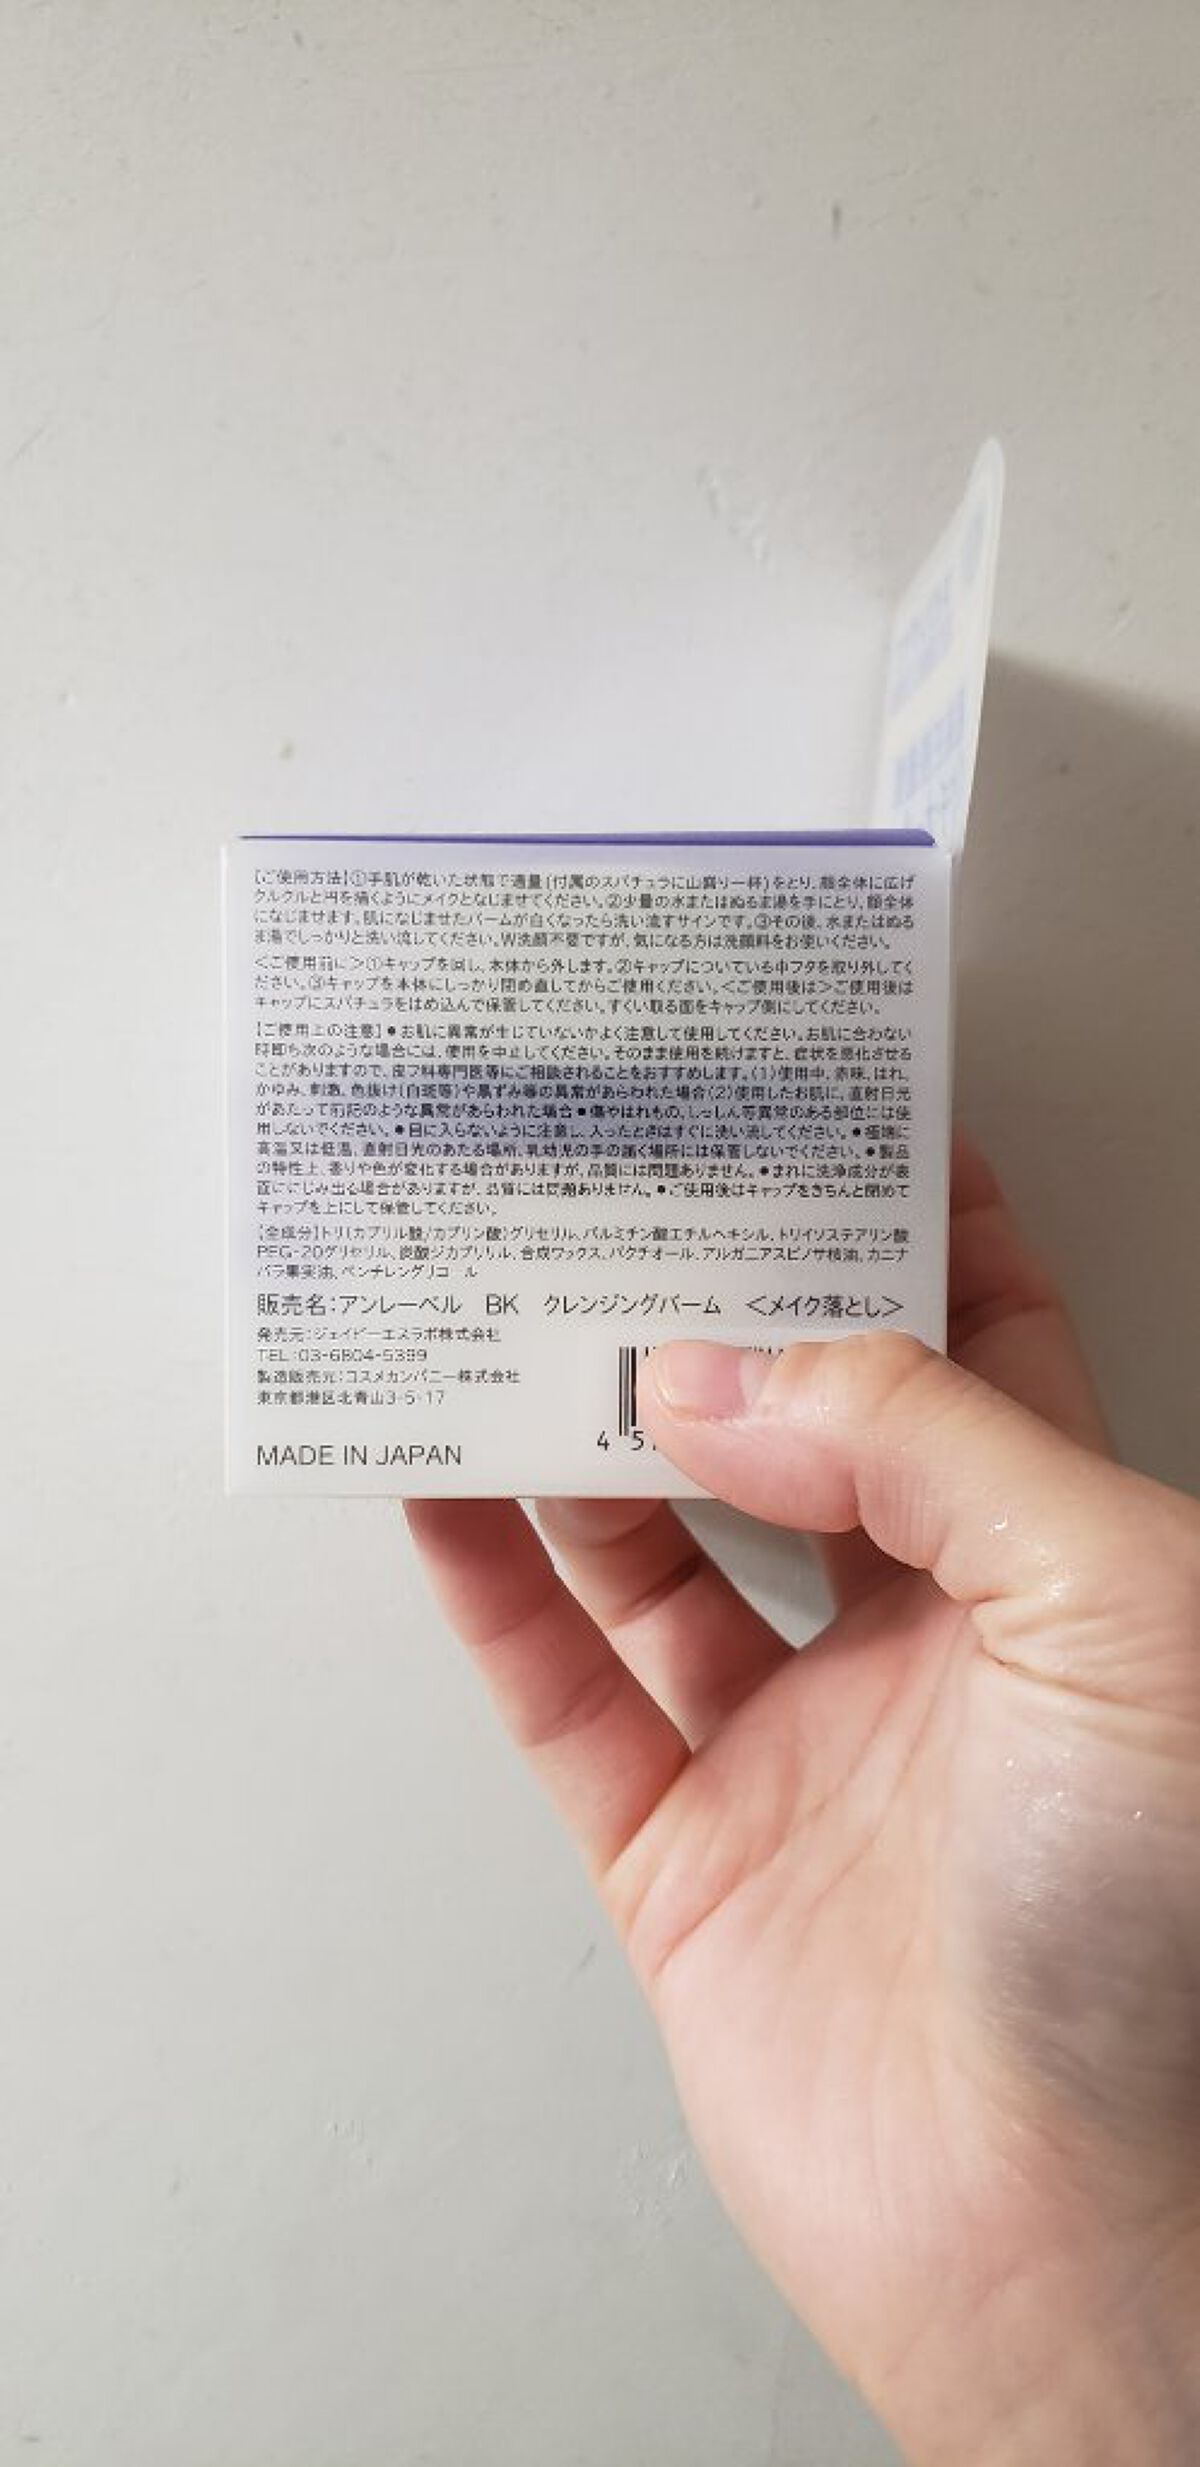 【ご使用方法】①手肌が乾いた状態で適量(付属のスパチュラに山盛り一杯)をとり、顔全体に広げ
クルクルと円を描くようにメイクとなじませてください。②少量の水またはぬるま湯を手にとり、顔全体
になじませます。肌になじませたバームが白くなったら洗い流すサインです。③その後、水またはぬる
ま湯でしっかりと洗い流してください。W洗顔不要ですが、気になる方は洗顔料をお使いください。
＜ご使用前に＞①キャップを回し、本体から外します。②キャップについている中フタを取り外してく
ださい。③キャップを本体にしっかり閉め直してからご使用ください。＜ご使用後は＞ご使用後は
キャップにスパチュラをはめ込んで保管してください。すくい取る面をキャップ側にしてください。
【ご使用上の注意】●お肌に異常が生じていないかよく注意して使用してください。お肌に合わない
時即ち次のような場合には、使用を中止してください。そのまま使用を続けますと、症状を悪化させる
ことがありますので、皮フ科専門医等にご相談されることをおすすめします。(1)使用中、赤味、はれ、
かゆみ、刺激、色抜け(白斑等)や黒ずみ等の異常があらわれた場合(2)使用したお肌に、直射日光
があたって前記のような異常があらわれた場合●傷やはれもの、しっしん等異常のある部位には使
用しないでください。●目に入らないように注意し、入ったときはすぐに洗い流してください。●極端に
高温又は低温、直射日光のあたる場所、乳幼児の手の届く場所には保管しないでください。●製品
の特性上、香りや色が変化する場合がありますが、品質には問題ありません。●まれに洗浄成分が表
面ににじみ出る場合がありますが、品質には問題ありません。●ご使用後はキャップをきちんと閉めて
キャップを上にして保管してください。
【全成分】トリ(カプリル酸/カプリン酸)グリセリル、パルミチン酸エチルヘキシル、トリイソステアリン酸
PEG-20グリセリル、炭酸ジカプリリル、合成ワックス、バクチオール、アルガニアスピノサ核油、カニナ
バラ果実油、ペンチレングリコール
販売名：アンレーベル BK クレンジングバーム ＜メイク落とし＞
発売元：ジェイピーエスラボ株式会社
TEL：03-6804-5399
製造販売元：コスメカンパニー株式会社
東京都港区北青山3-5-17
4 5
MADE IN JAPAN